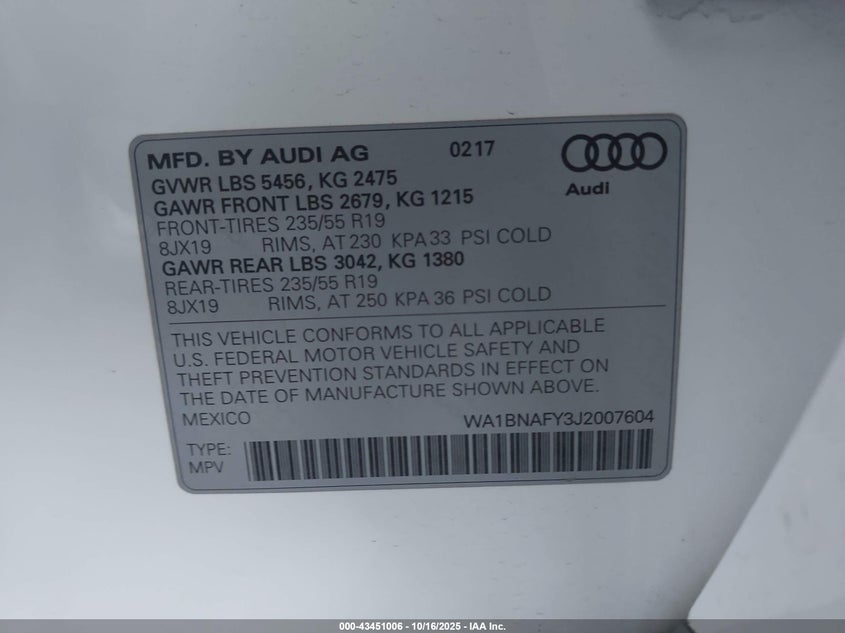 MFD. BY AUDI AG 0217
Audi
GVWR LBS 5456, KG 2475
GAWR FRONT LBS 2679, KG 1215
FRONT-TIRES 235/55 R19
8JX19 RIMS, AT 230 KPA 33 PSI COLD
GAWR REAR LBS 3042, KG 1380
REAR-TIRES 235/55 R19
8JX19 RIMS, AT 250 KPA 36 PSI COLD
THIS VEHICLE CONFORMS TO ALL APPLICABLE
U.S. FEDERAL MOTOR VEHICLE SAFETY AND
THEFT PREVENTION STANDARDS IN EFFECT ON
THE DATE OF MANUFACTURE SHOWN ABOVE.
MEXICO WA1BNAFY3J2007604
TYPE:
MPV
000-43451006 - 10/16/2025 - IAA Inc.